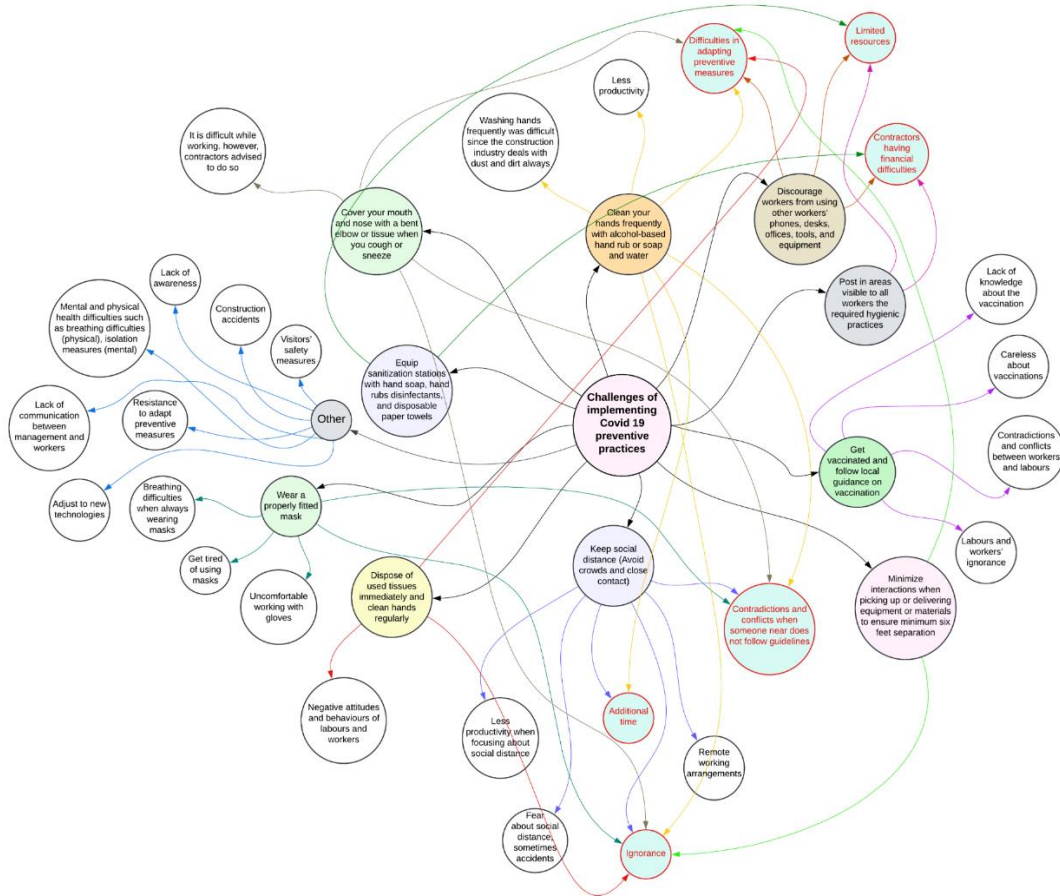 Limited
resources
Difficulties in
adapting
preventive
measures
Less
productivity
Washing hands
frequently was difficult
since the construction
industry deals with
dust and dirt always
It is difficult while
working. however,
contractors advised
to do so
Contractors
having
financial
difficulties
Discourage
workers from using
other workers'
phones, desks,
offices, tools, and
equipment
Cover your mouth
and nose with a bent
elbow or tissue when
you cough or
sneeze
Clean your
hands frequently
with alcohol-based
hand rub or soap
and water
Lack of
awareness
Lack of
knowledge
about the
vaccination
Mental and physical
health difficulties such
as breathing difficulties
(physical), isolation
measures (mental)
Construction
accidents
Post in areas
visible to all
workers the
required hygienic
practices
Visitors'
safety
measures
Equip
sanitization stations
with hand soap, hand
rubs disinfectants,
and disposable
paper towels
Careless
about
vaccinations
Challenges of
implementing
Covid 19
preventive
practices
Lack of
communication
between
management and
workers
Resistance
to adapt
preventive
measures
Other
Contradictions
and conflicts
between workers
and labours
Get
vaccinated and
follow local
guidance on
vaccination
Adjust to new
technologies
Breathing
difficulties
when always
wearing
masks
Wear a
properly fitted
mask
Labours and
workers'
ignorance
Get tired
of using
masks
Uncomfortable
working with
gloves
Dispose of
used tissues
immediately and
clean hands
regularly
Keep social
distance (Avoid
crowds and close
contact)
Minimize
interactions when
picking up or delivering
equipment or materials
to ensure minimum six
feet separation
Contradictions and
conflicts when
someone near does
not follow guidelines
Negative attitudes
and behaviours of
labours and
workers
Less
productivity when
focusing about
social distance
Additional
time
Remote
working
arrangements
Fear
about social
distance,
sometimes
accidents
Ignorance